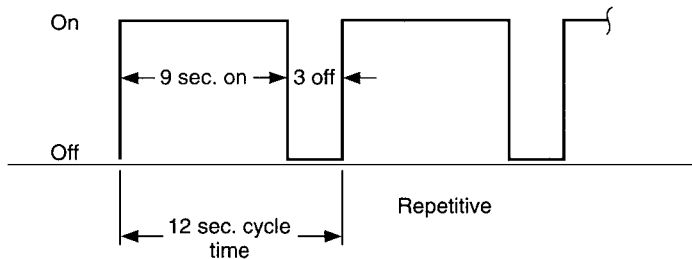 On
9 sec. on
3 off
Off
Repetitive
12 sec. cycle
time